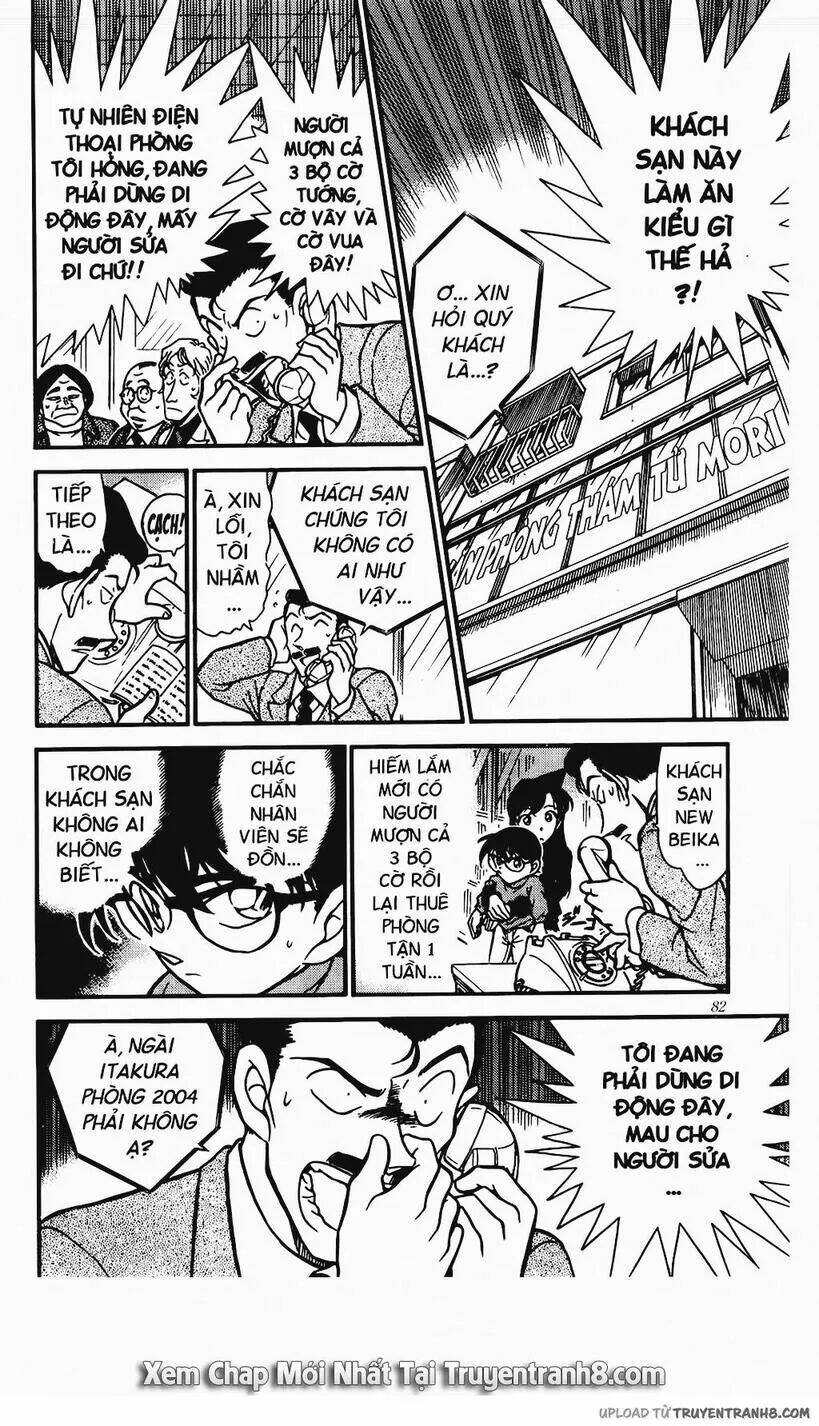 KHÁCH
SẠN NÀY
LÀM ĂN
KIỂU GÌ
THẾ HẢ
?!
Ơ... XIN
HỎI QUÝ
KHÁCH
LÀ...?
VĂN PHÒNG THÁM TỬ MORI
NGƯỜI
MƯỢN CẢ
3 BỘ CỜ
TƯỚNG,
CỜ VÂY VÀ
CỜ VUA
ĐÂY!
TỰ NHIÊN ĐIỆN
THOẠI PHÒNG
TÔI HỎNG, ĐANG
PHẢI DÙNG DI
ĐỘNG ĐÂY, MẤY
NGƯỜI SỬA
ĐI CHỨ!!
KHÁCH SẠN
CHÚNG TÔI
KHÔNG CÓ
AI NHƯ
VẬY...
À, XIN
LỐI,
TÔI
NHẦM
...
CẠCH!
TIẾP
THEO
LÀ...
KHÁCH
SẠN
NEW
BEIKA
...
HIẾM LẮM
MỚI CÓ
NGƯỜI
MƯỢN CẢ
3 BỘ
CỜ RỒI
LẠI THUÊ
PHÒNG
TẬN 1
TUẦN...
CHẮC
CHẮN
NHÂN
VIÊN SẼ
ĐỒN...
TRONG
KHÁCH SẠN
KHÔNG AI
KHÔNG
BIẾT...
82
TÔI ĐANG
PHẢI DÙNG DI
ĐỘNG ĐÂY,
MAU CHO
NGƯỜI SỬA
...
À, NGÀI
ITAKURA
PHÒNG 2004
PHẢI KHÔNG
Ạ?
Xem Chap Mới Nhất Tại Truyentranh8.com
UPLOAD TỪ TRUYENTRANH8.COM